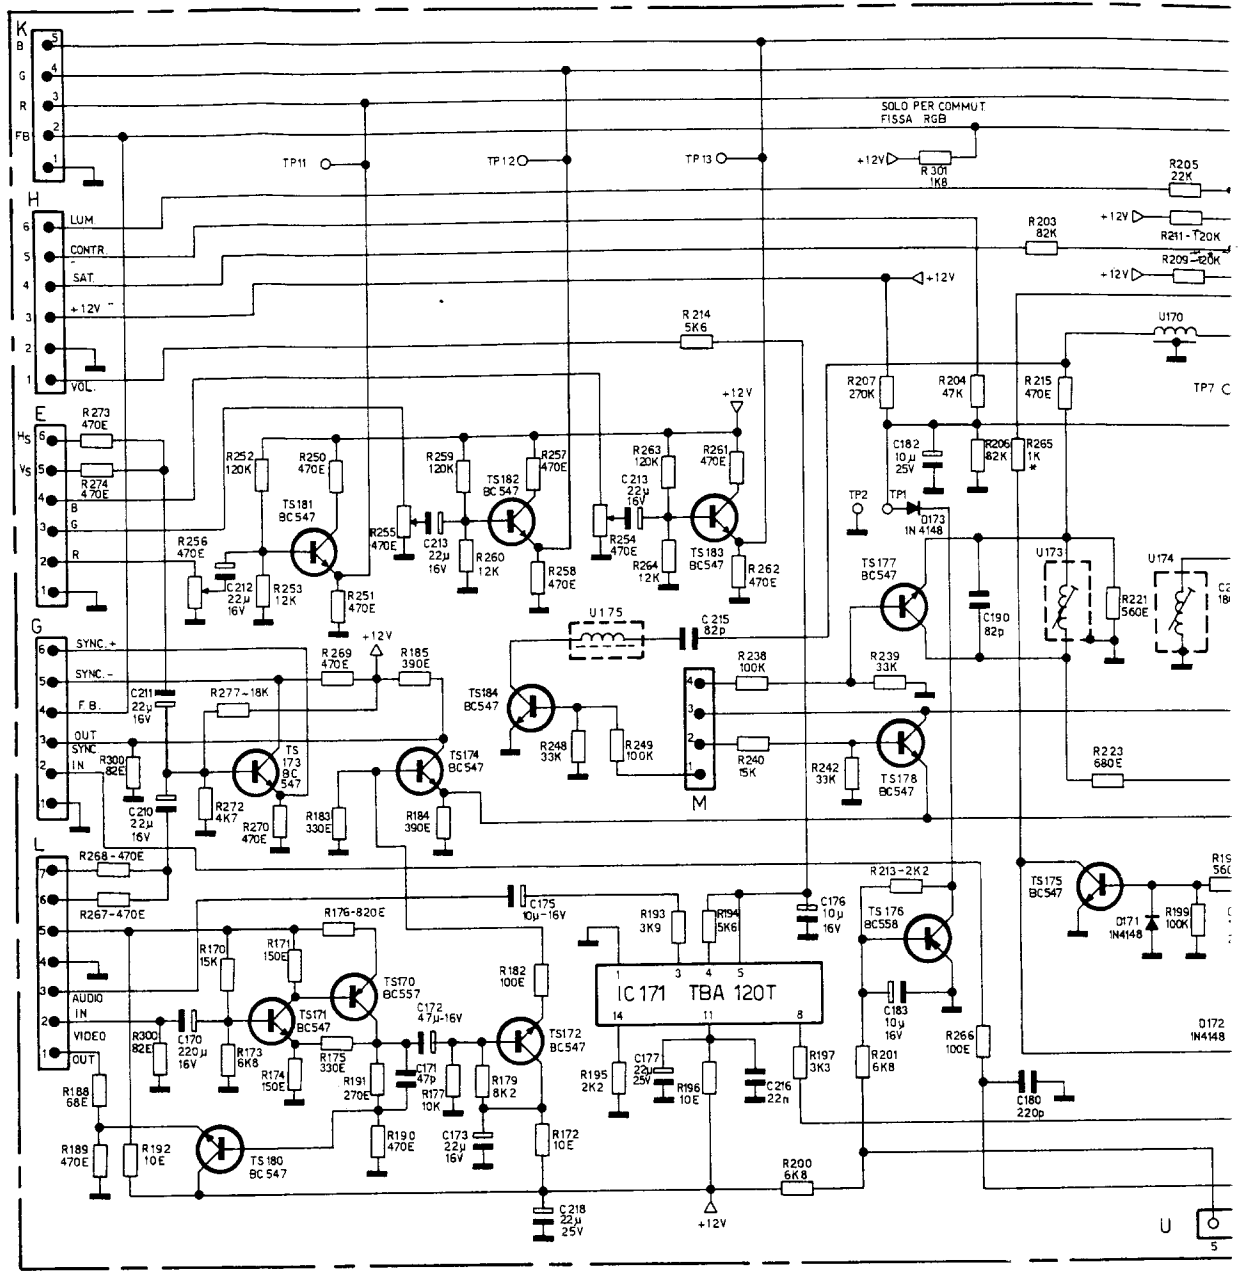 K
B 5
G 4
R 3
FB 2
1
SOLO PER COMMUT.
FISSA RGB
TP11
TP12
TP13
+12V
R301
1K8
R205
22K
H
6 LUM.
5 CONTR.
4 SAT.
3 +12V
2
1 VOL.
R203
82K
+12V
R211-120K
R209-120K
+12V
+12V
U170
R214
5K6
TP7
R207
270K
R204
47K
R215
470E
E
HS 6
VS 5
4 B
3 G
2 R
1
R273
470E
R274
470E
+12V
R252
120K
R250
470E
R259
120K
R257
470E
R263
120K
R261
470E
C182
10µ
25V
R206
82K
R265
1K
*
TS181
BC547
TS182
BC547
C213
22µ
16V
TP2
TP1
D173
1N4148
R256
470E
R255
470E
C213
22µ
16V
R260
12K
R254
470E
R264
12K
TS183
BC547
TS177
BC547
U173
U174
C212
22µ
16V
R253
12K
R251
470E
R258
470E
R262
470E
C190
82p
R221
560E
U175
C215
82p
G
6 SYNC.+
5 SYNC.-
4 F.B.
3 OUT
SYNC
2 IN
1
+12V
R269
470E
R185
390E
R238
100K
R239
33K
C211
22µ
16V
R277-18K
TS184
BC547
4
3
2
1
M
R300
82E
TS
173
BC
547
TS174
BC547
R248
33K
R249
100K
R240
15K
R242
33K
TS178
BC547
R223
680E
C210
22µ
16V
R272
4K7
R270
470E
R183
330E
R184
390E
L
7
6
5
4
3 AUDIO
IN
2 VIDEO
1 OUT
R268-470E
R267-470E
R213-2K2
TS175
BC547
C175
10µ-16V
R193
3K9
R194
5K6
C176
10µ
16V
TS176
BC558
D171
1N4148
R199
100K
R176-820E
R170
15K
R171
150E
R182
100E
1 3 4 5
IC171 TBA 120T
14 11 8
TS170
BC557
TS171
BC547
C172
47µ-16V
TS172
BC547
C183
10µ
16V
R266
100E
D172
1N4148
R300
82E
C170
220µ
16V
R173
6K8
R175
330E
R174
150E
R191
270E
C171
47p
R177
10K
R179
8K2
R195
2K2
C177
22µ
25V
R196
10E
C216
22n
R197
3K3
R201
6K8
C180
220p
R188
68E
R189
470E
R192
10E
TS180
BC547
R190
470E
C173
22µ
16V
R172
10E
R200
6K8
C218
22µ
25V
+12V
U
5